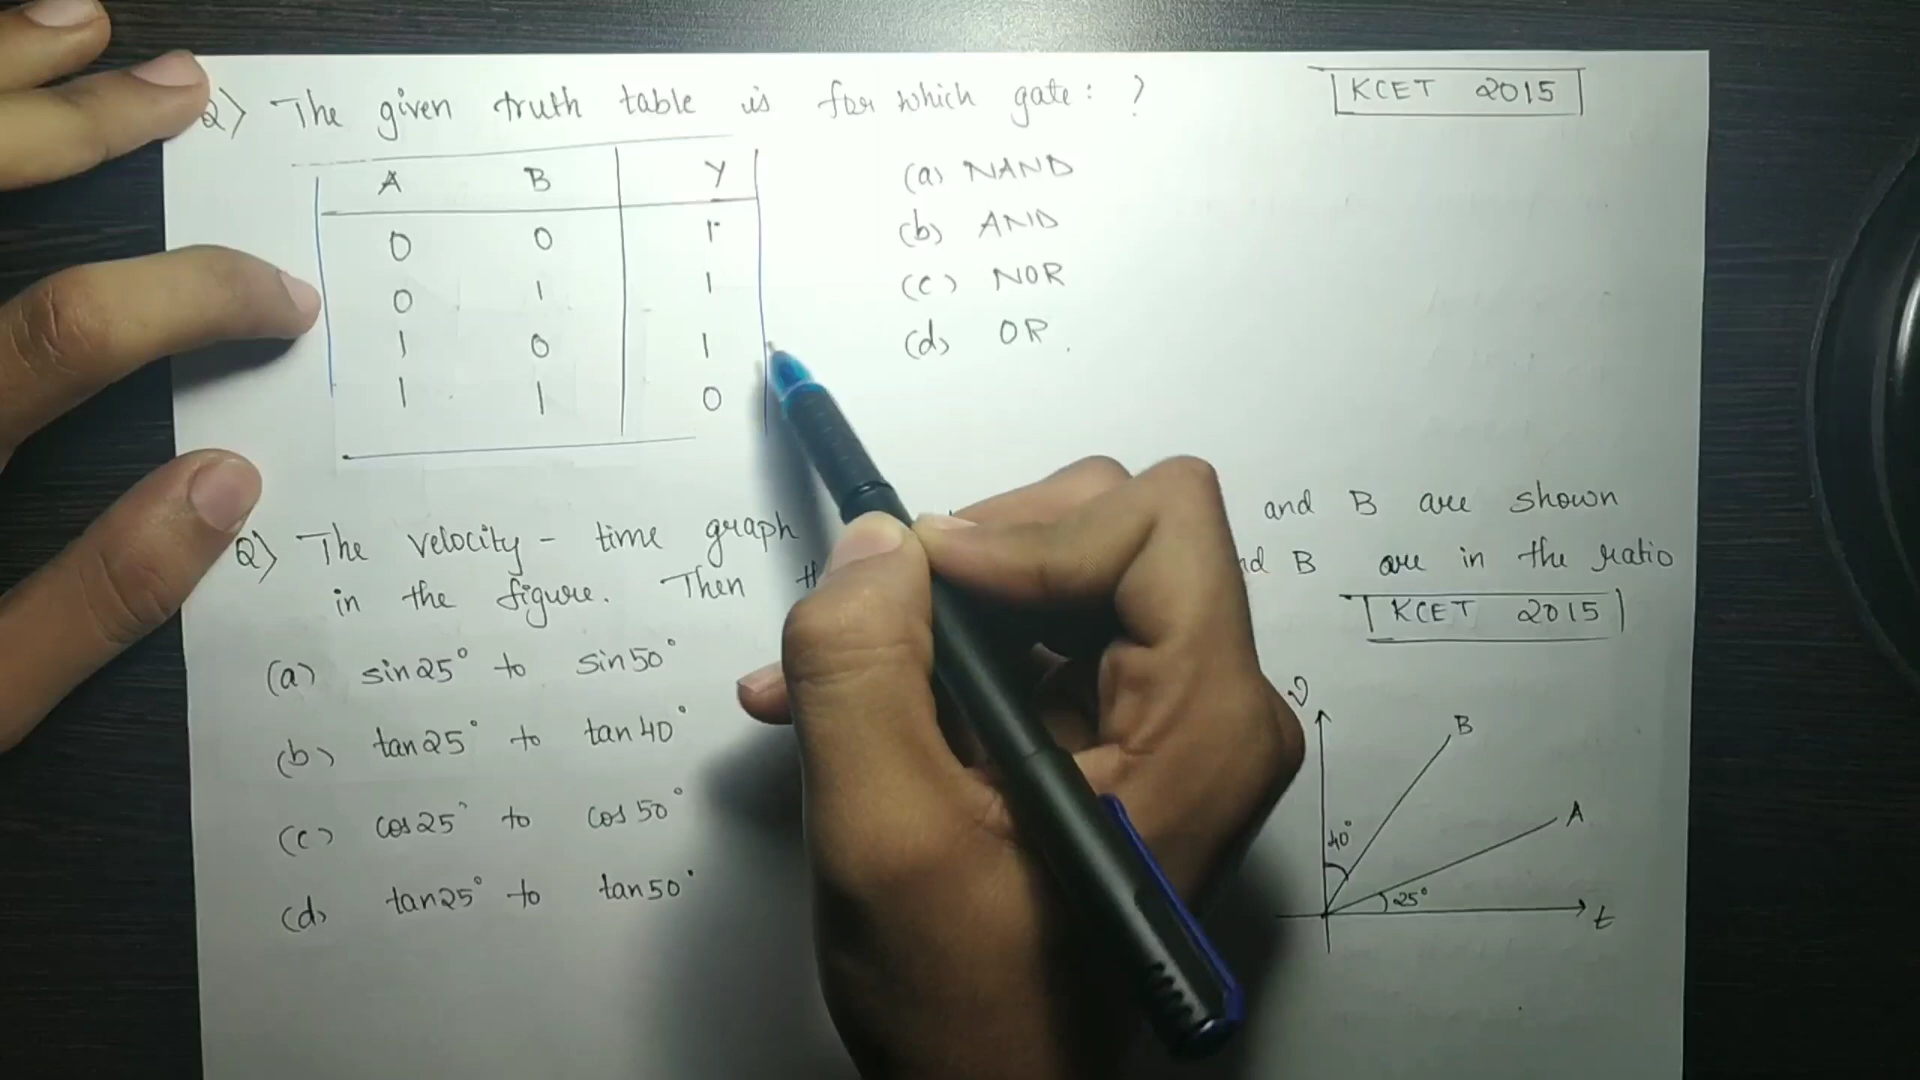 Q) The given truth table is for which gate: ?
KCET 2015
A B Y
0 0 1
0 1 1
1 0 1
1 1 0
(a) NAND
(b) AND
(c) NOR
(d) OR.
Q) The velocity - time graph and B are shown
in the figure. Then and B are in the ratio
KCET 2015
(a) sin25° to sin50°
(b) tan25° to tan40°
(c) cos25° to cos50°
(d) tan25° to tan50°
B
A
40°
25°
t